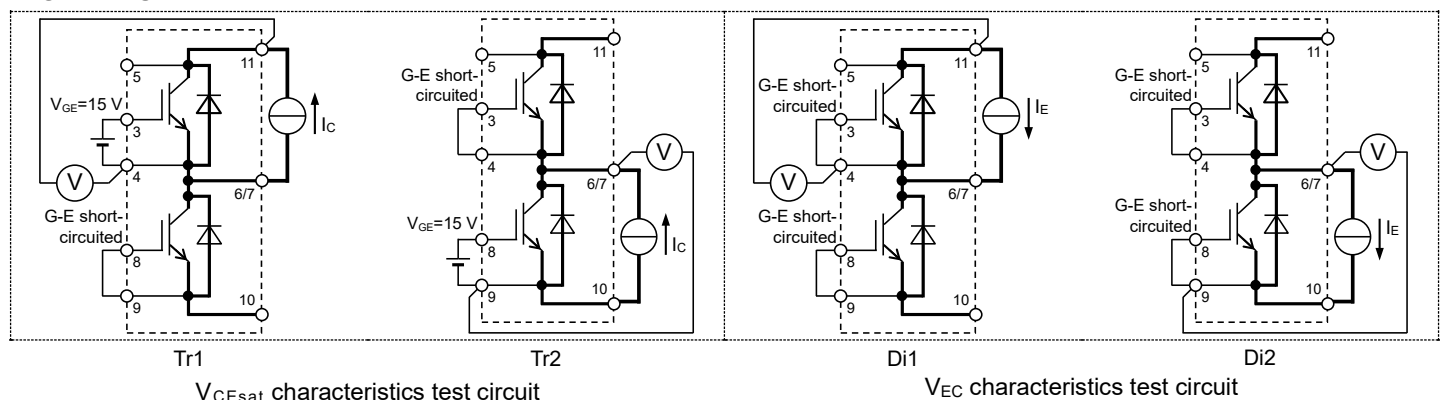 11
5
V_GE=15 V
3
I_C
4
V
6/7
G-E short-
circuited
8
9
10
Tr1
11
5
G-E short-
circuited
3
4
V
6/7
V_GE=15 V
8
I_C
9
10
Tr2
11
5
G-E short-
circuited
3
I_E
4
V
6/7
G-E short-
circuited
8
9
10
Di1
11
5
G-E short-
circuited
3
4
V
6/7
G-E short-
circuited
8
I_E
9
10
Di2
V_CEsat characteristics test circuit
V_EC characteristics test circuit